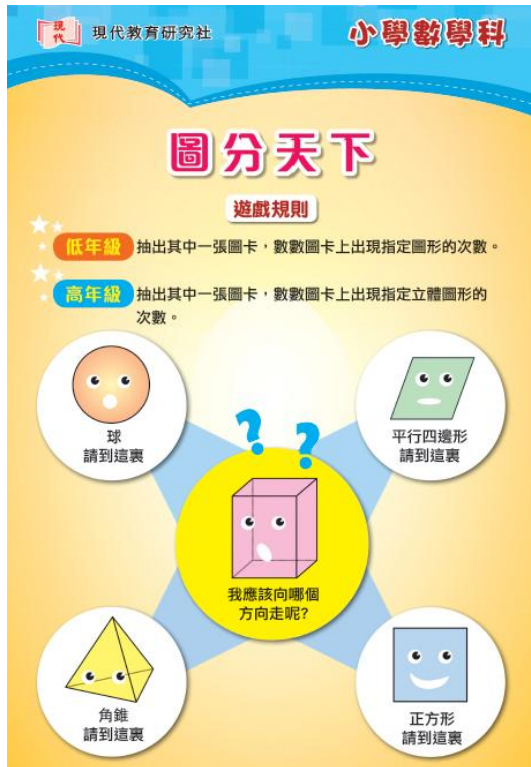 現代
現代教育研究社
小學數學科
圖分天下
遊戲規則
低年級 抽出其中一張圖卡，數數圖卡上出現指定圖形的次數。
高年級 抽出其中一張圖卡，數數圖卡上出現指定立體圖形的
次數。
球
請到這裏
平行四邊形
請到這裏
? ?
我應該向哪個
方向走呢?
角錐
請到這裏
正方形
請到這裏